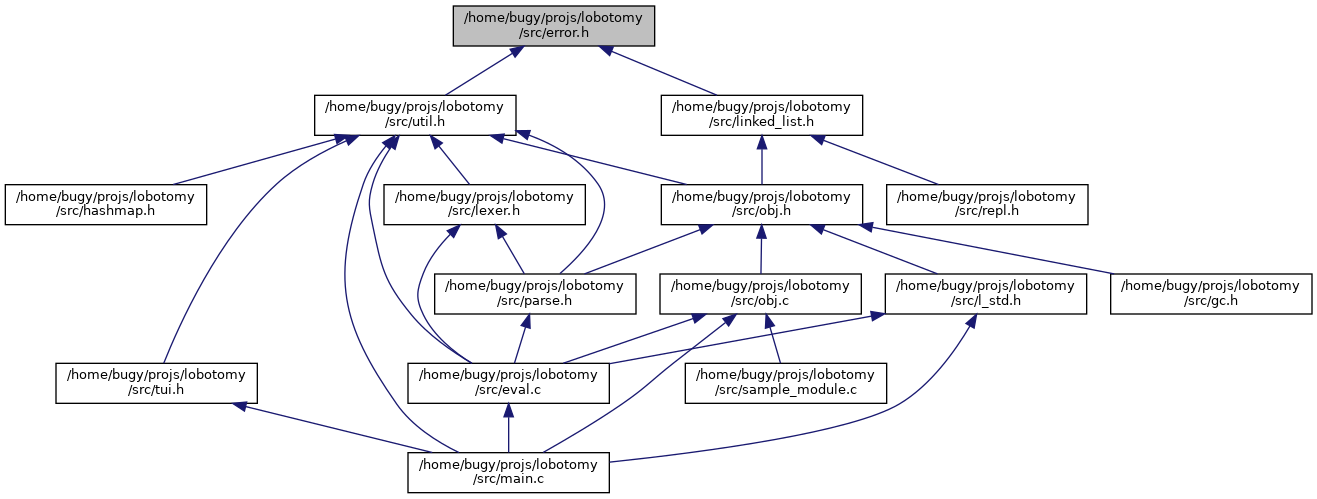 /home/bugy/projs/lobotomy
/src/error.h
/home/bugy/projs/lobotomy
/src/util.h
/home/bugy/projs/lobotomy
/src/linked_list.h
/home/bugy/projs/lobotomy
/src/hashmap.h
/home/bugy/projs/lobotomy
/src/lexer.h
/home/bugy/projs/lobotomy
/src/obj.h
/home/bugy/projs/lobotomy
/src/repl.h
/home/bugy/projs/lobotomy
/src/parse.h
/home/bugy/projs/lobotomy
/src/obj.c
/home/bugy/projs/lobotomy
/src/l_std.h
/home/bugy/projs/lobotomy
/src/gc.h
/home/bugy/projs/lobotomy
/src/tui.h
/home/bugy/projs/lobotomy
/src/eval.c
/home/bugy/projs/lobotomy
/src/sample_module.c
/home/bugy/projs/lobotomy
/src/main.c